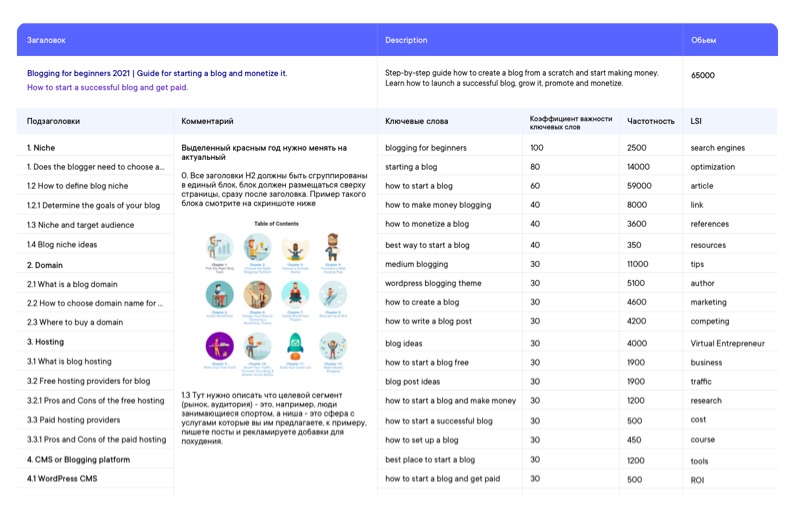 Загаловок
Description
Обьем
Blogging for beginners 2021 | Guide for starting a blog and monetize it.
How to start a successful blog and get paid.
Step-by-step guide how to create a blog from a scratch and start making money.
Learn how to launch a successful blog, grow it, promote and monetize.
65000
Подзаголовки
Комментарий
Ключевые слова
Коэффициент важности
ключевых слов
Частотность
LSI
1. Niche
1. Does the blogger need to choose a...
1.2 How to define blog niche
1.2.1 Determine the goals of your blog
1.3 Niche and target audience
1.4 Blog niche ideas
2. Domain
2.1 What is a blog domain
2.2 How to choose domain name for ...
2.3 Where to buy a domain
3. Hosting
3.1 What is blog hosting
3.2 Free hosting providers for blog
3.2.1 Pros and Cons of the free hosting
3.3 Paid hosting providers
3.3.1 Pros and Cons of the paid hosting
4. CMS or Blogging platform
4.1 WordPress CMS
Выделенный красным год нужно менять на
актуальный
0. Все заголовки H2 должны быть сгруппированы
в единый блок, блок должен размещаться сверху
страницы, сразу после заголовка. Пример такого
блока смотрите на скриншоте ниже
Table of Contents
1.3 Тут нужно описать что целевой сегмент
(рынок, аудитория) - это, например, люди
занимающиеся спортом, а ниша - это сфера с
услугами которые вы им предлагаете, к примеру,
пишете посты и рекламируете добавки для
похудения.
blogging for beginners 100 2500 search engines
starting a blog 80 14000 optimization
how to start a blog 60 59000 article
how to make money blogging 40 8000 link
how to monetize a blog 40 3600 references
best way to start a blog 40 350 resources
medium blogging 30 11000 tips
wordpress blogging theme 30 5100 author
how to create a blog 30 4600 marketing
how to write a blog post 30 4200 competing
blog ideas 30 4000 Virtual Entrepreneur
how to start a blog free 30 1900 business
blog post ideas 30 1900 traffic
how to start a blog and make money 30 1200 research
how to start a successful blog 30 500 cost
how to set up a blog 30 450 course
best place to start a blog 30 1200 tools
how to start a blog and get paid 30 500 ROI